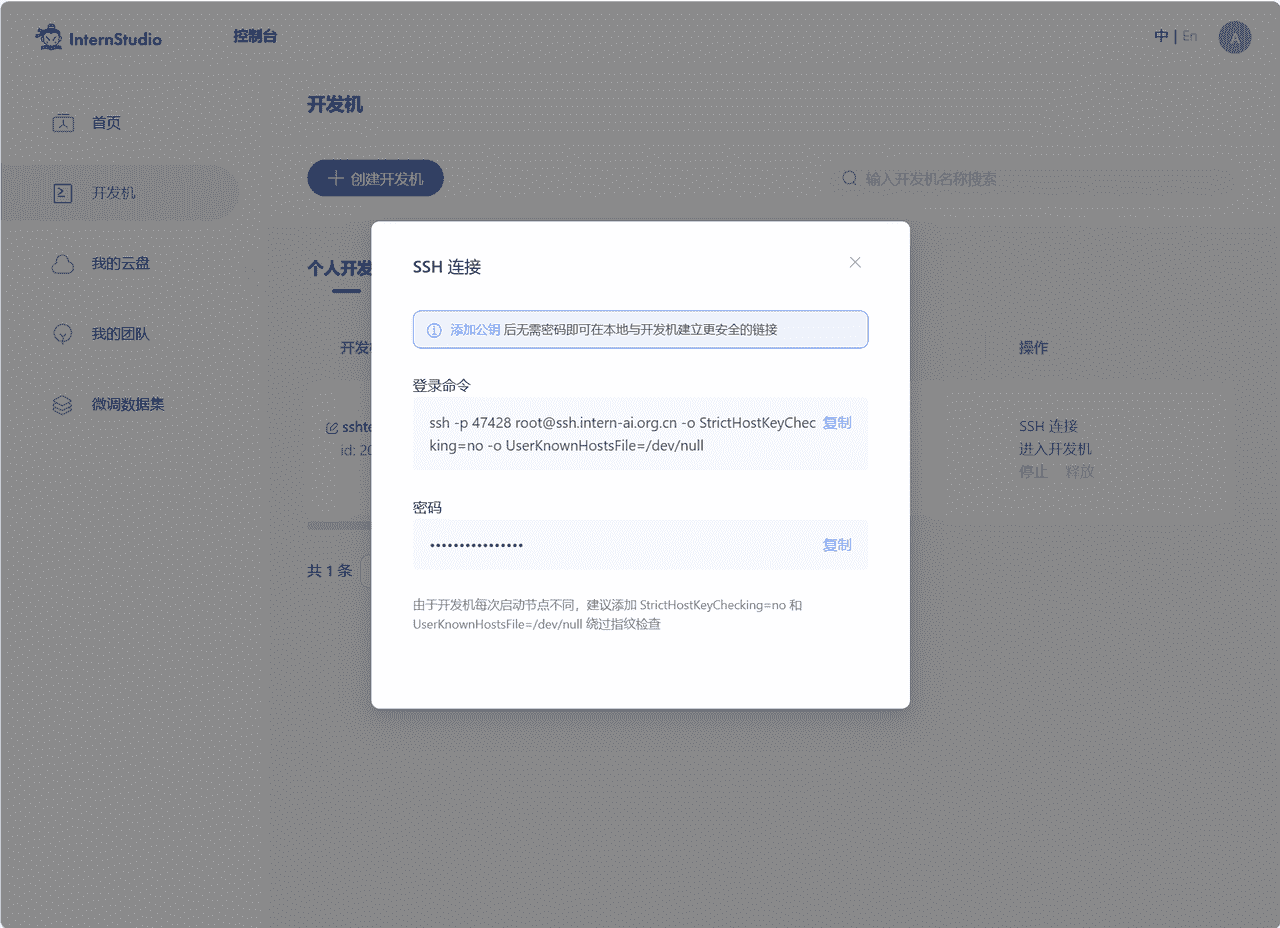 InternStudio
控制台
中 | En
首页
开发机
我的云盘
我的团队
微调数据集
开发机
创建开发机
输入开发机名称搜索
个人开发
操作
id: 20
共 1 条
SSH 连接
进入开发机
停止 释放
SSH 连接
添加公钥 后无需密码即可在本地与开发机建立更安全的链接
登录命令
ssh -p 47428 root@ssh.intern-ai.org.cn -o StrictHostKeyChec 复制
king=no -o UserKnownHostsFile=/dev/null
密码
•••••••••••••••• 复制
由于开发机每次启动节点不同，建议添加 StrictHostKeyChecking=no 和
UserKnownHostsFile=/dev/null 绕过指纹检查